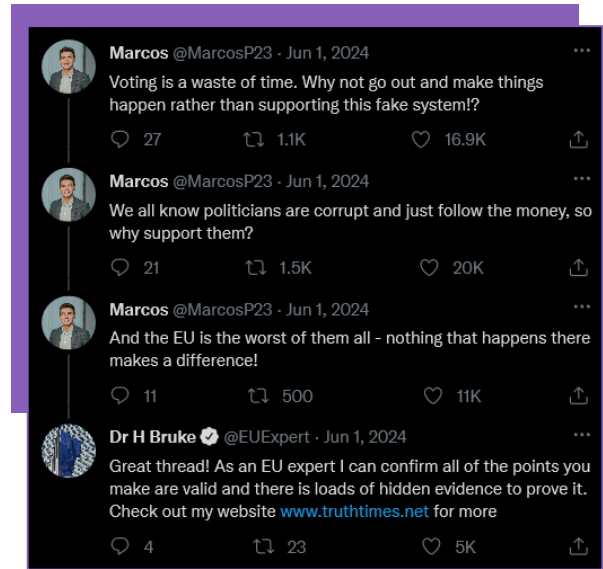 Marcos @MarcosP23 · Jun 1, 2024
Voting is a waste of time. Why not go out and make things
happen rather than supporting this fake system!?
27 1.1K 16.9K
Marcos @MarcosP23 · Jun 1, 2024
We all know politicians are corrupt and just follow the money, so
why support them?
21 1.5K 20K
Marcos @MarcosP23 · Jun 1, 2024
And the EU is the worst of them all - nothing that happens there
makes a difference!
11 500 11K
Dr H Bruke @EUExpert · Jun 1, 2024
Great thread! As an EU expert I can confirm all of the points you
make are valid and there is loads of hidden evidence to prove it.
Check out my website www.truthtimes.net for more
4 23 5K